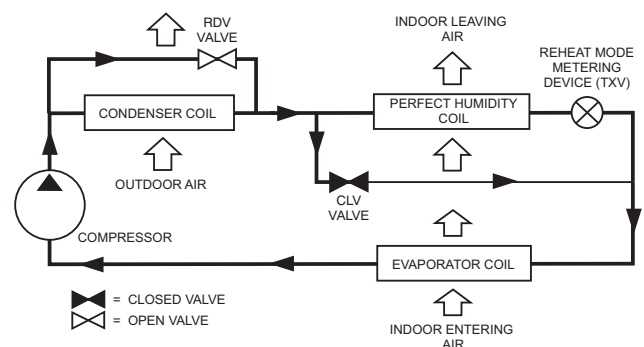 RDV
VALVE
INDOOR LEAVING
AIR
REHEAT MODE
METERING
DEVICE (TXV)
CONDENSER COIL
PERFECT HUMIDITY
COIL
OUTDOOR AIR
CLV
VALVE
COMPRESSOR
EVAPORATOR COIL
= CLOSED VALVE
= OPEN VALVE
INDOOR ENTERING
AIR